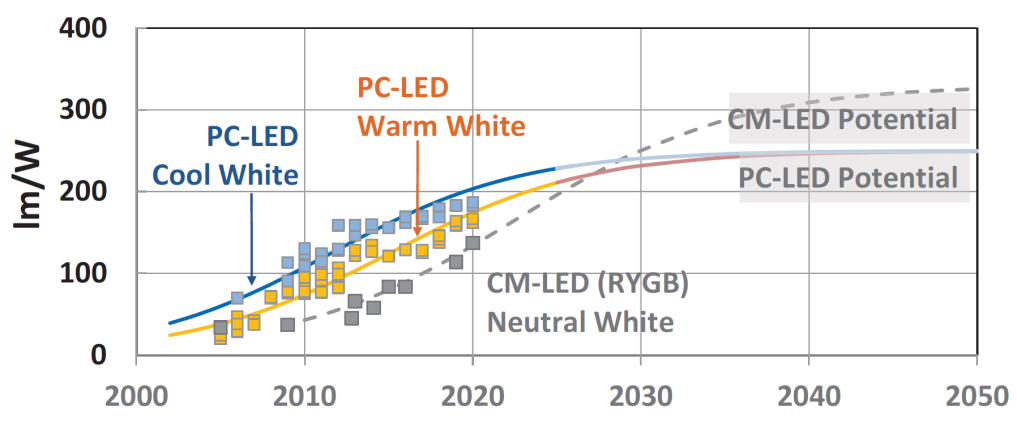 400
300
200
100
0
lm/W
PC-LED
Cool White
PC-LED
Warm White
CM-LED Potential
PC-LED Potential
CM-LED (RYGB)
Neutral White
2000 2010 2020 2030 2040 2050